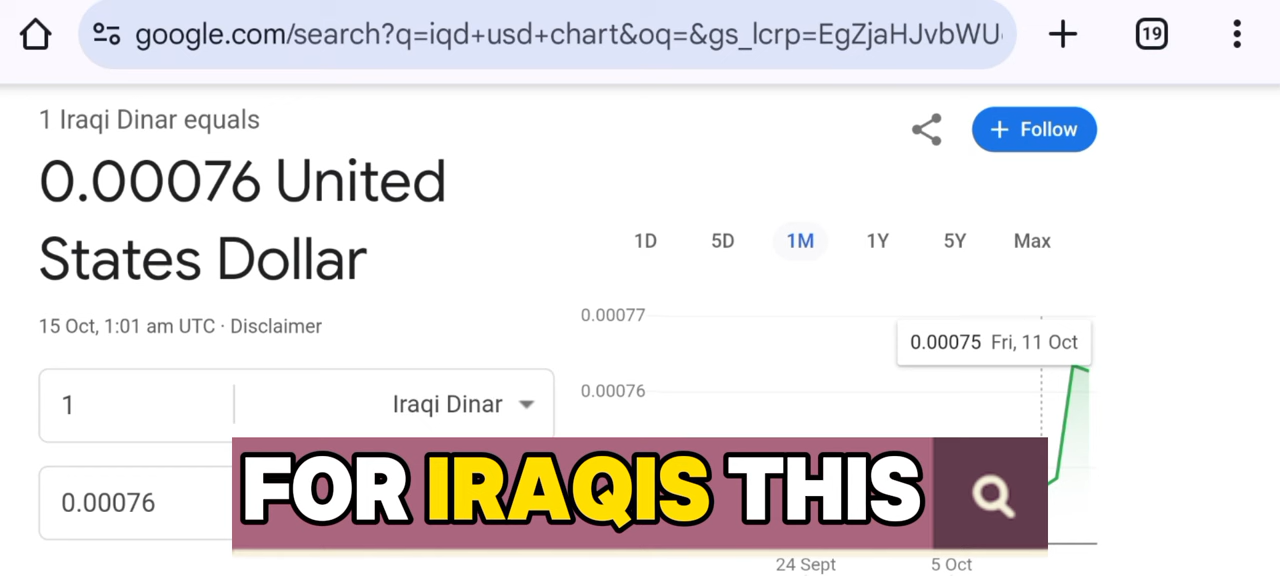 google.com/search?q=iqd+usd+chart&oq=&gs_lcrp=EgZjaHJvbWU
19
1 Iraqi Dinar equals
0.00076 United
States Dollar
15 Oct, 1:01 am UTC · Disclaimer
1
Iraqi Dinar
0.00076
+ Follow
1D 5D 1M 1Y 5Y Max
0.00077
0.00075 Fri, 11 Oct
0.00076
FOR IRAQIS THIS
24 Sept 5 Oct